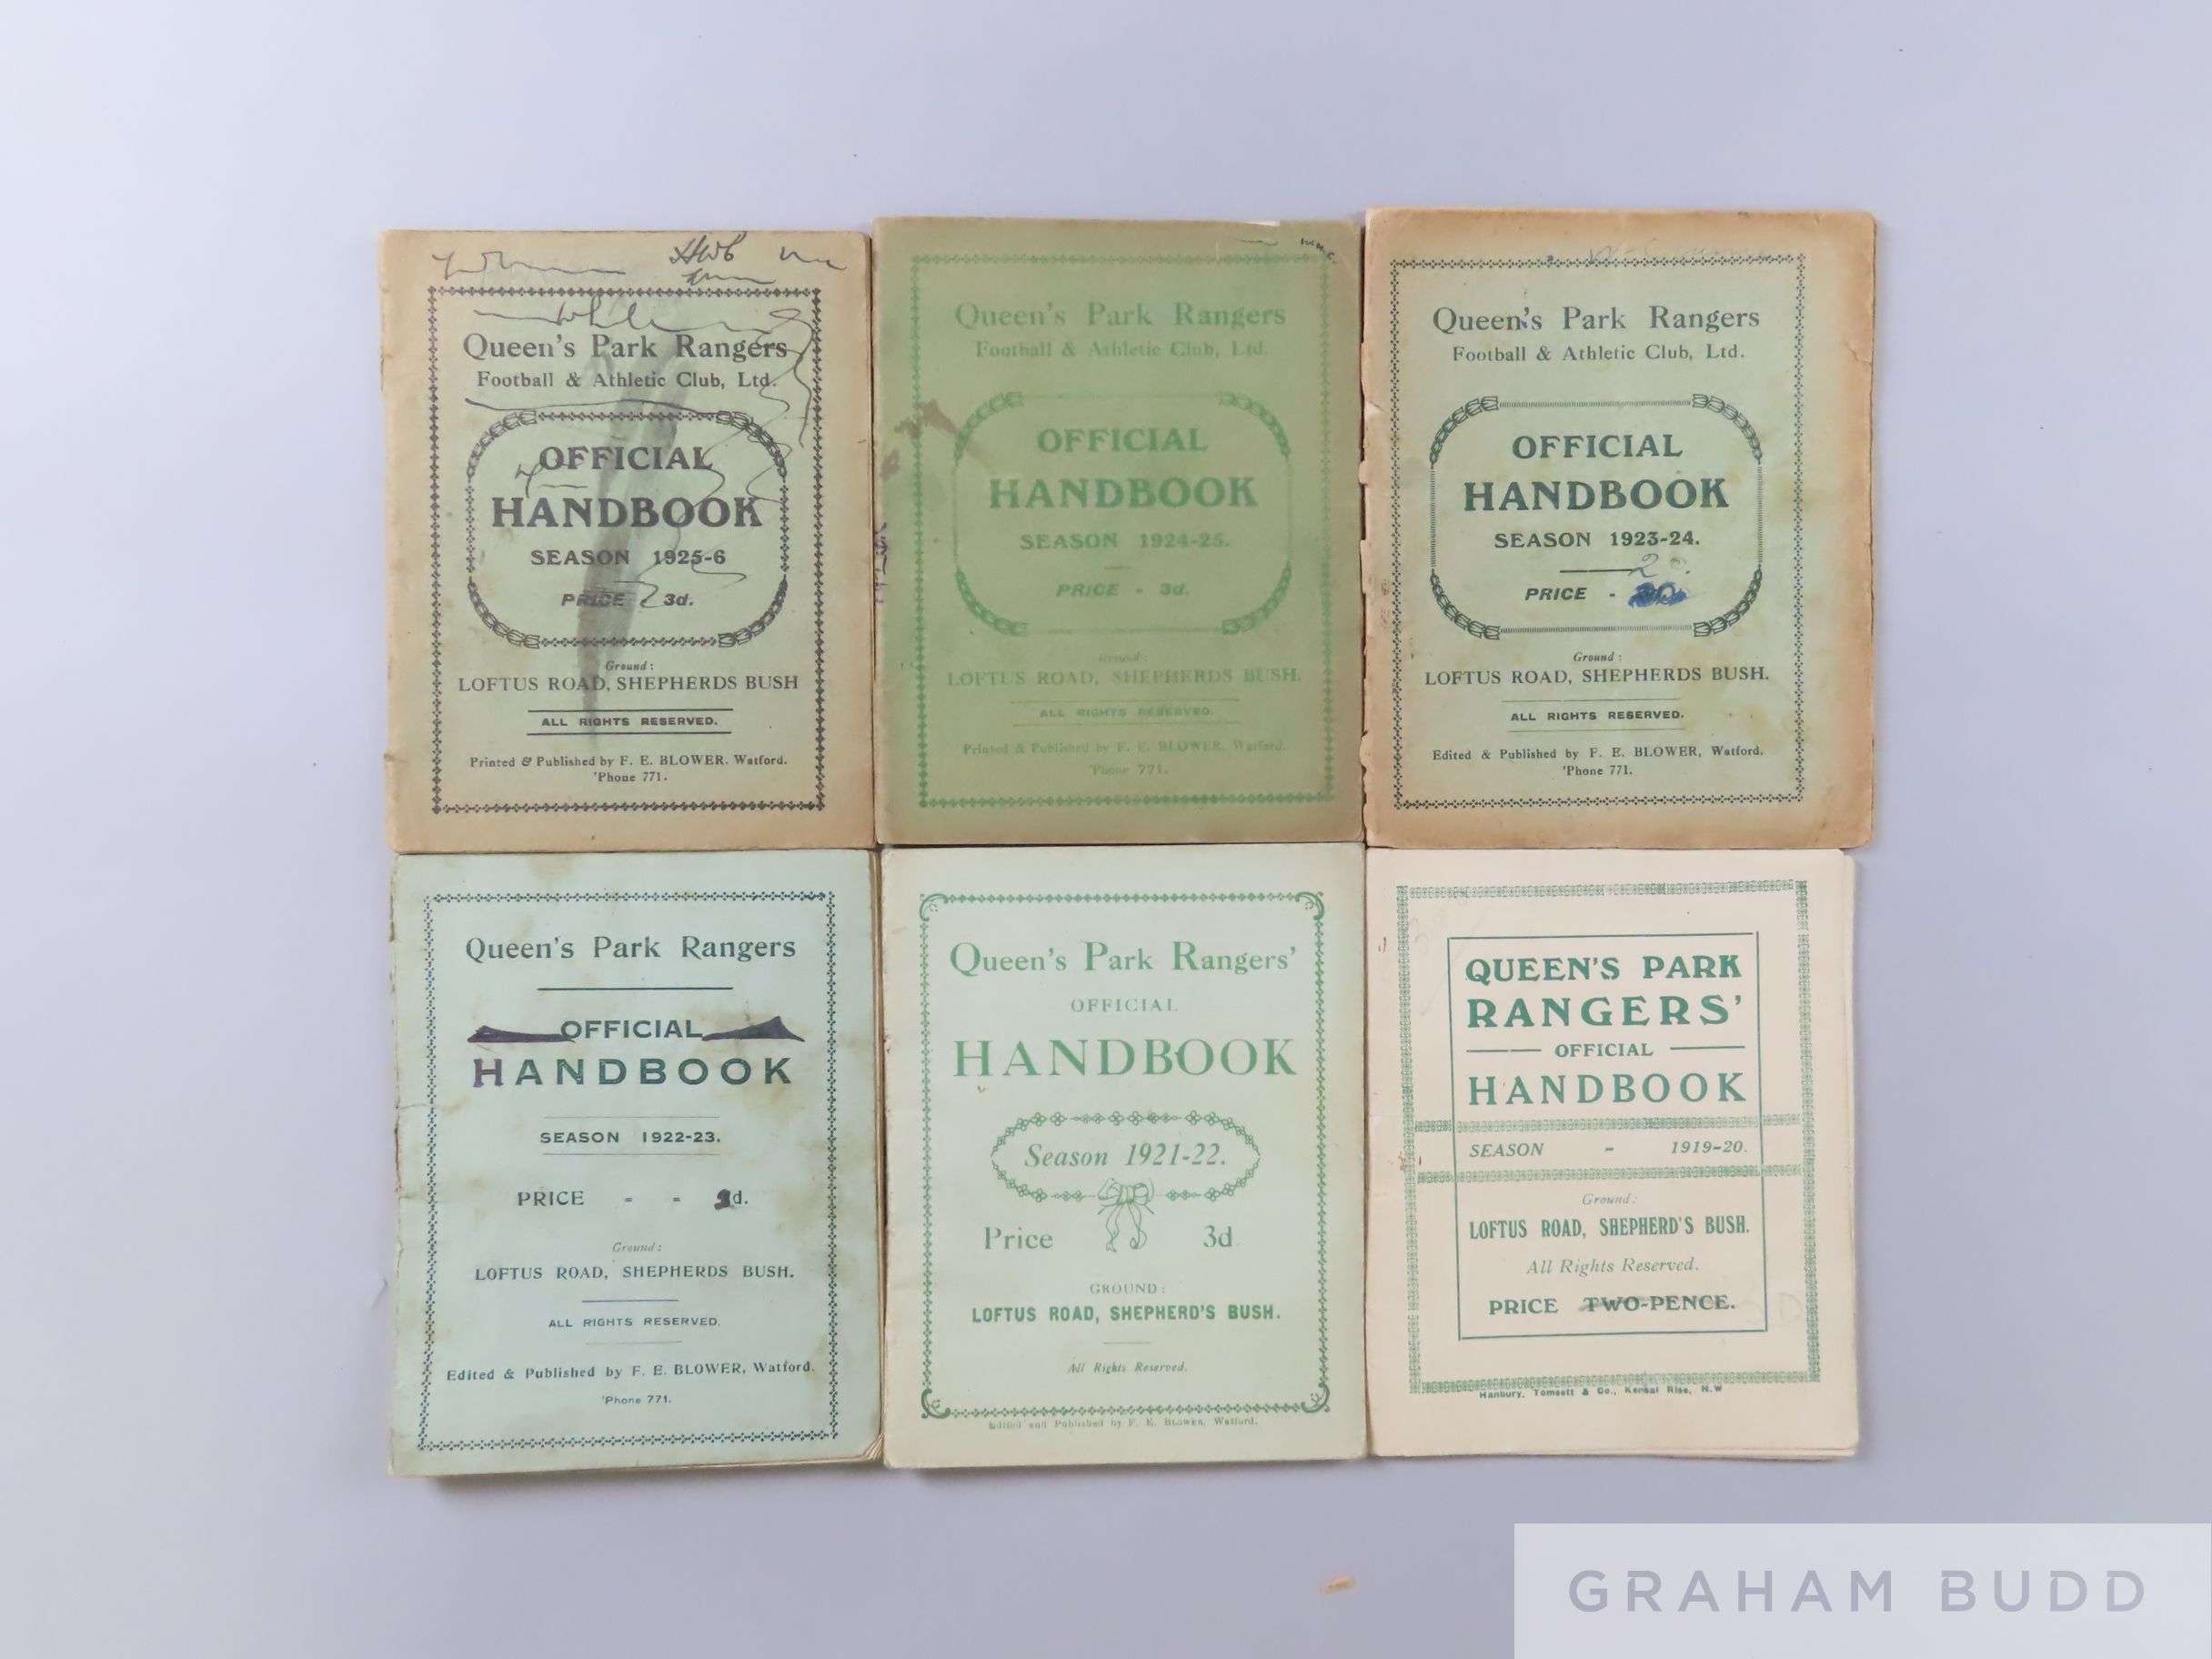 HWB
Queen's Park Rangers
Football & Athletic Club, Ltd.
OFFICIAL
HANDBOOK
SEASON 1925-6
PRICE 3d.
Ground:
LOFTUS ROAD, SHEPHERDS BUSH
ALL RIGHTS RESERVED.
Printed & Published by F. E. BLOWER. Watford.
'Phone 771.
Queen's Park Rangers
Football & Athletic Club, Ltd.
OFFICIAL
HANDBOOK
SEASON 1924-25.
PRICE - 3d.
Ground:
LOFTUS ROAD, SHEPHERDS BUSH.
ALL RIGHTS RESERVED.
Printed & Published by F. E. BLOWER, Watford.
'Phone 771.
Queen's Park Rangers
Football & Athletic Club, Ltd.
OFFICIAL
HANDBOOK
SEASON 1923-24.
PRICE -
Ground:
LOFTUS ROAD, SHEPHERDS BUSH.
ALL RIGHTS RESERVED.
Edited & Published by F. E. BLOWER, Watford.
'Phone 771.
Queen's Park Rangers
OFFICIAL
HANDBOOK
SEASON 1922-23.
PRICE - - d.
Ground:
LOFTUS ROAD, SHEPHERDS BUSH.
ALL RIGHTS RESERVED.
Edited & Published by F. E. BLOWER, Watford.
'Phone 771.
Queen's Park Rangers'
OFFICIAL
HANDBOOK
Season 1921-22.
Price 3d
GROUND:
LOFTUS ROAD, SHEPHERD'S BUSH.
All Rights Reserved.
Edited and Published by F. E. BLOWER, Watford.
QUEEN'S PARK
RANGERS'
OFFICIAL
HANDBOOK
SEASON - 1919-20.
Ground:
LOFTUS ROAD, SHEPHERD'S BUSH.
All Rights Reserved.
PRICE TWO-PENCE.
Hanbury, Tomsett & Co., Kensal Rise, N.W
GRAHAM BUDD